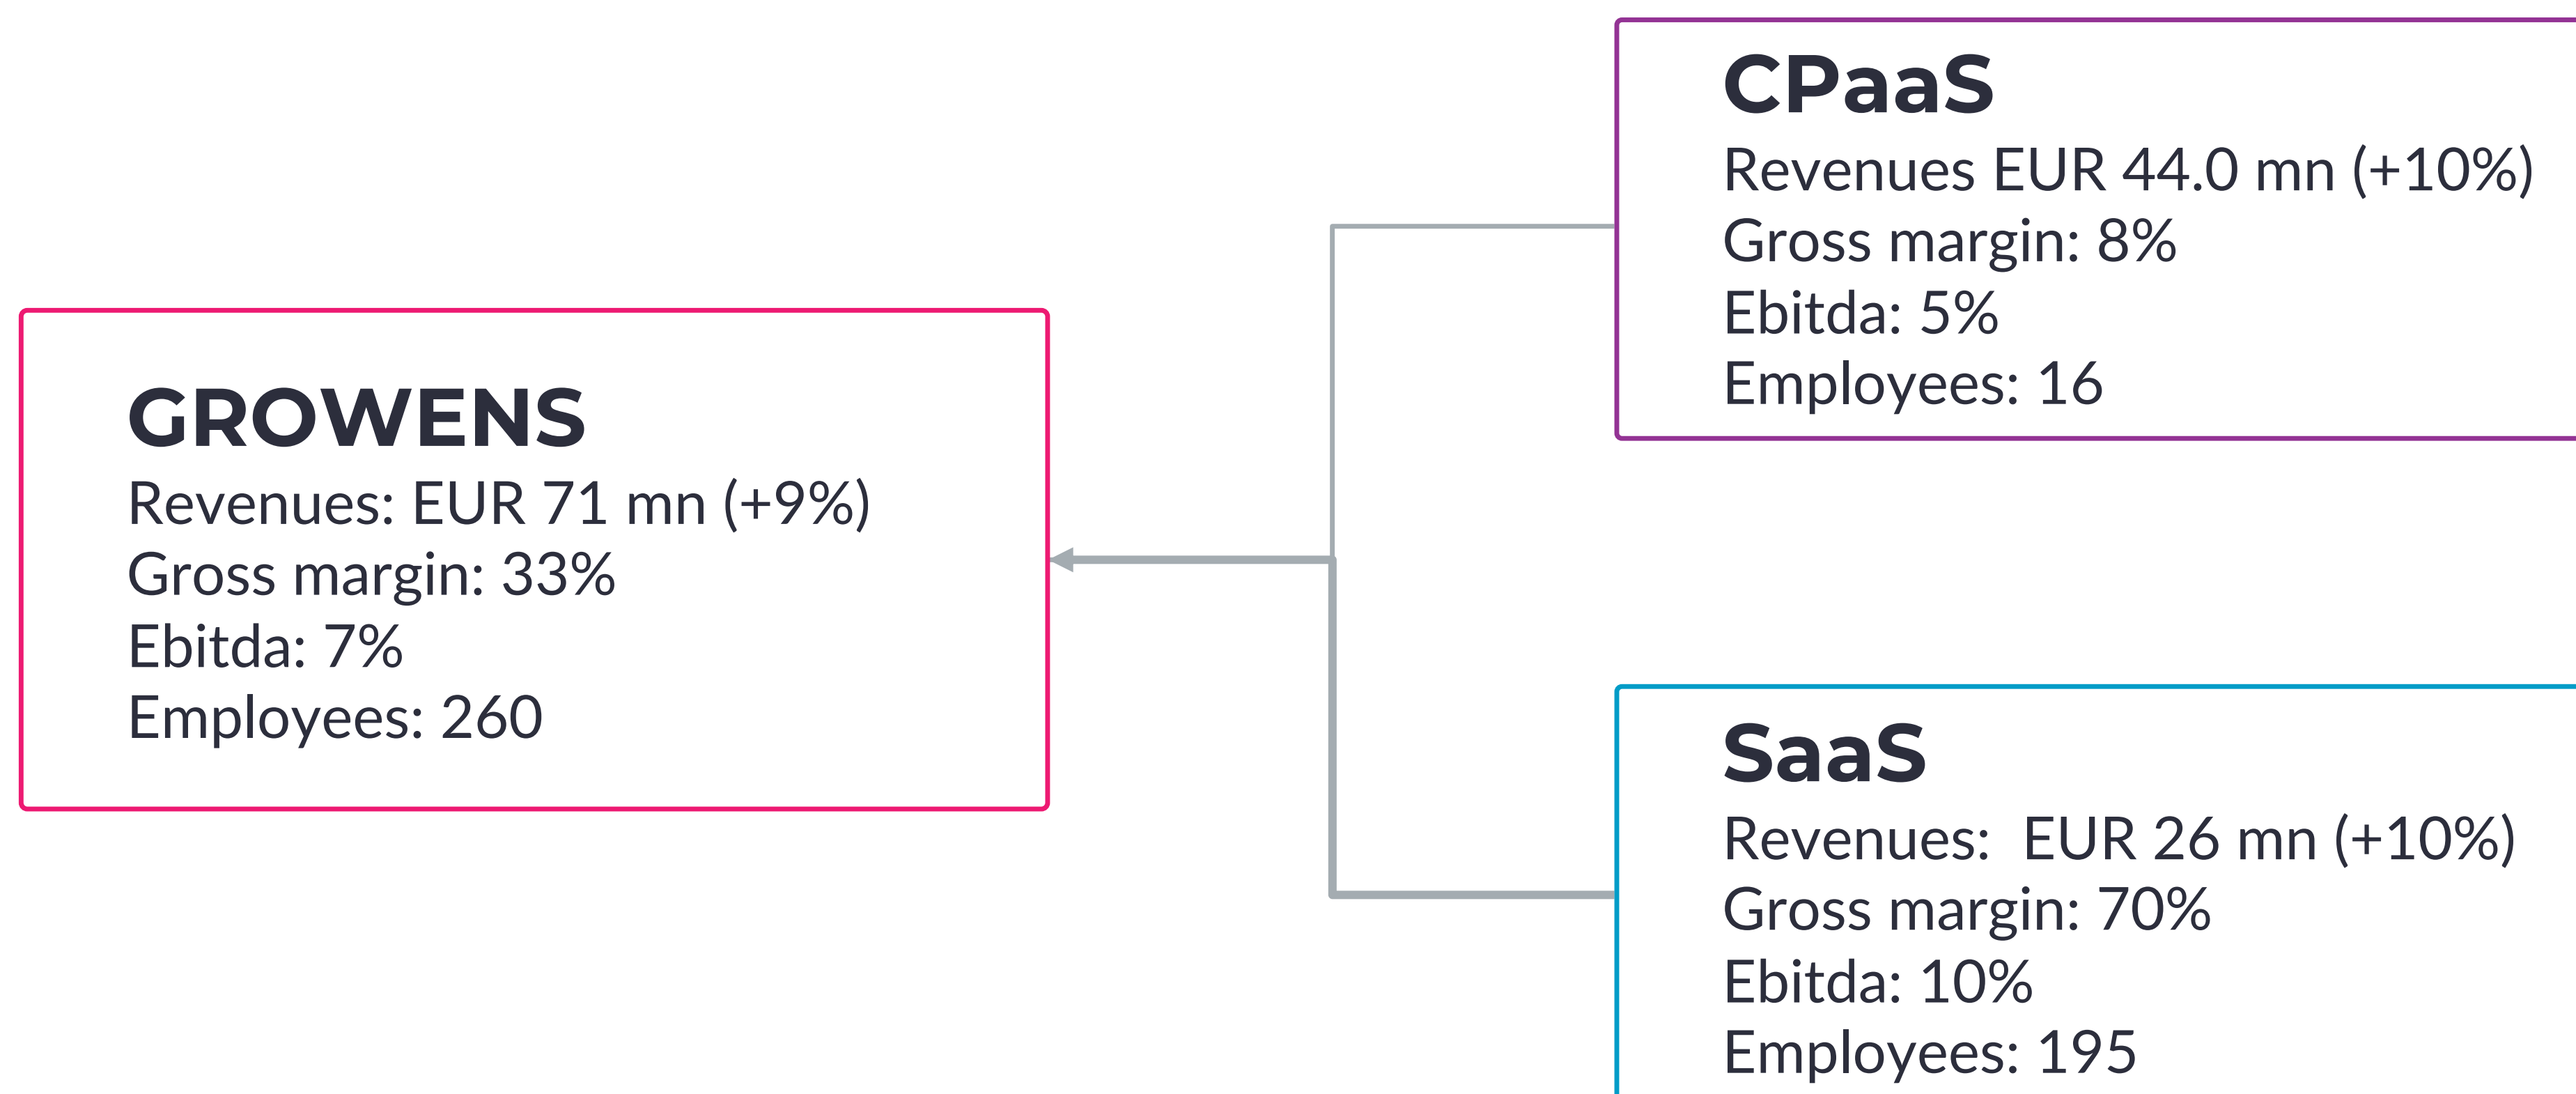 GROWENS
Revenues: EUR 71 mn (+9%)
Gross margin: 33%
Ebitda: 7%
Employees: 260
CPaaS
Revenues EUR 44.0 mn (+10%)
Gross margin: 8%
Ebitda: 5%
Employees: 16
SaaS
Revenues:  EUR 26 mn (+10%)
Gross margin: 70%
Ebitda: 10%
Employees: 195